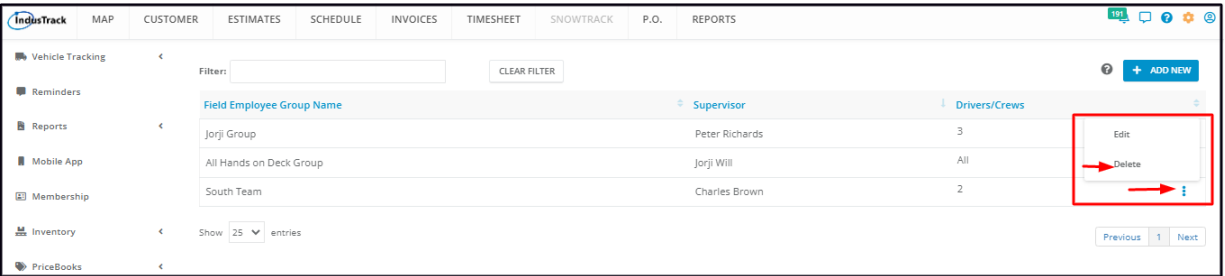 IndusTrack MAP CUSTOMER ESTIMATES SCHEDULE INVOICES TIMESHEET SNOWTRACK P.O. REPORTS 191
Vehicle Tracking
Filter: CLEAR FILTER + ADD NEW
Reminders
Field Employee Group Name Supervisor Drivers/Crews
Reports
Jorji Group Peter Richards 3 Edit
Mobile App
All Hands on Deck Group Jorji Will All Delete
Membership
South Team Charles Brown 2
Inventory
Show 25 entries Previous 1 Next
PriceBooks